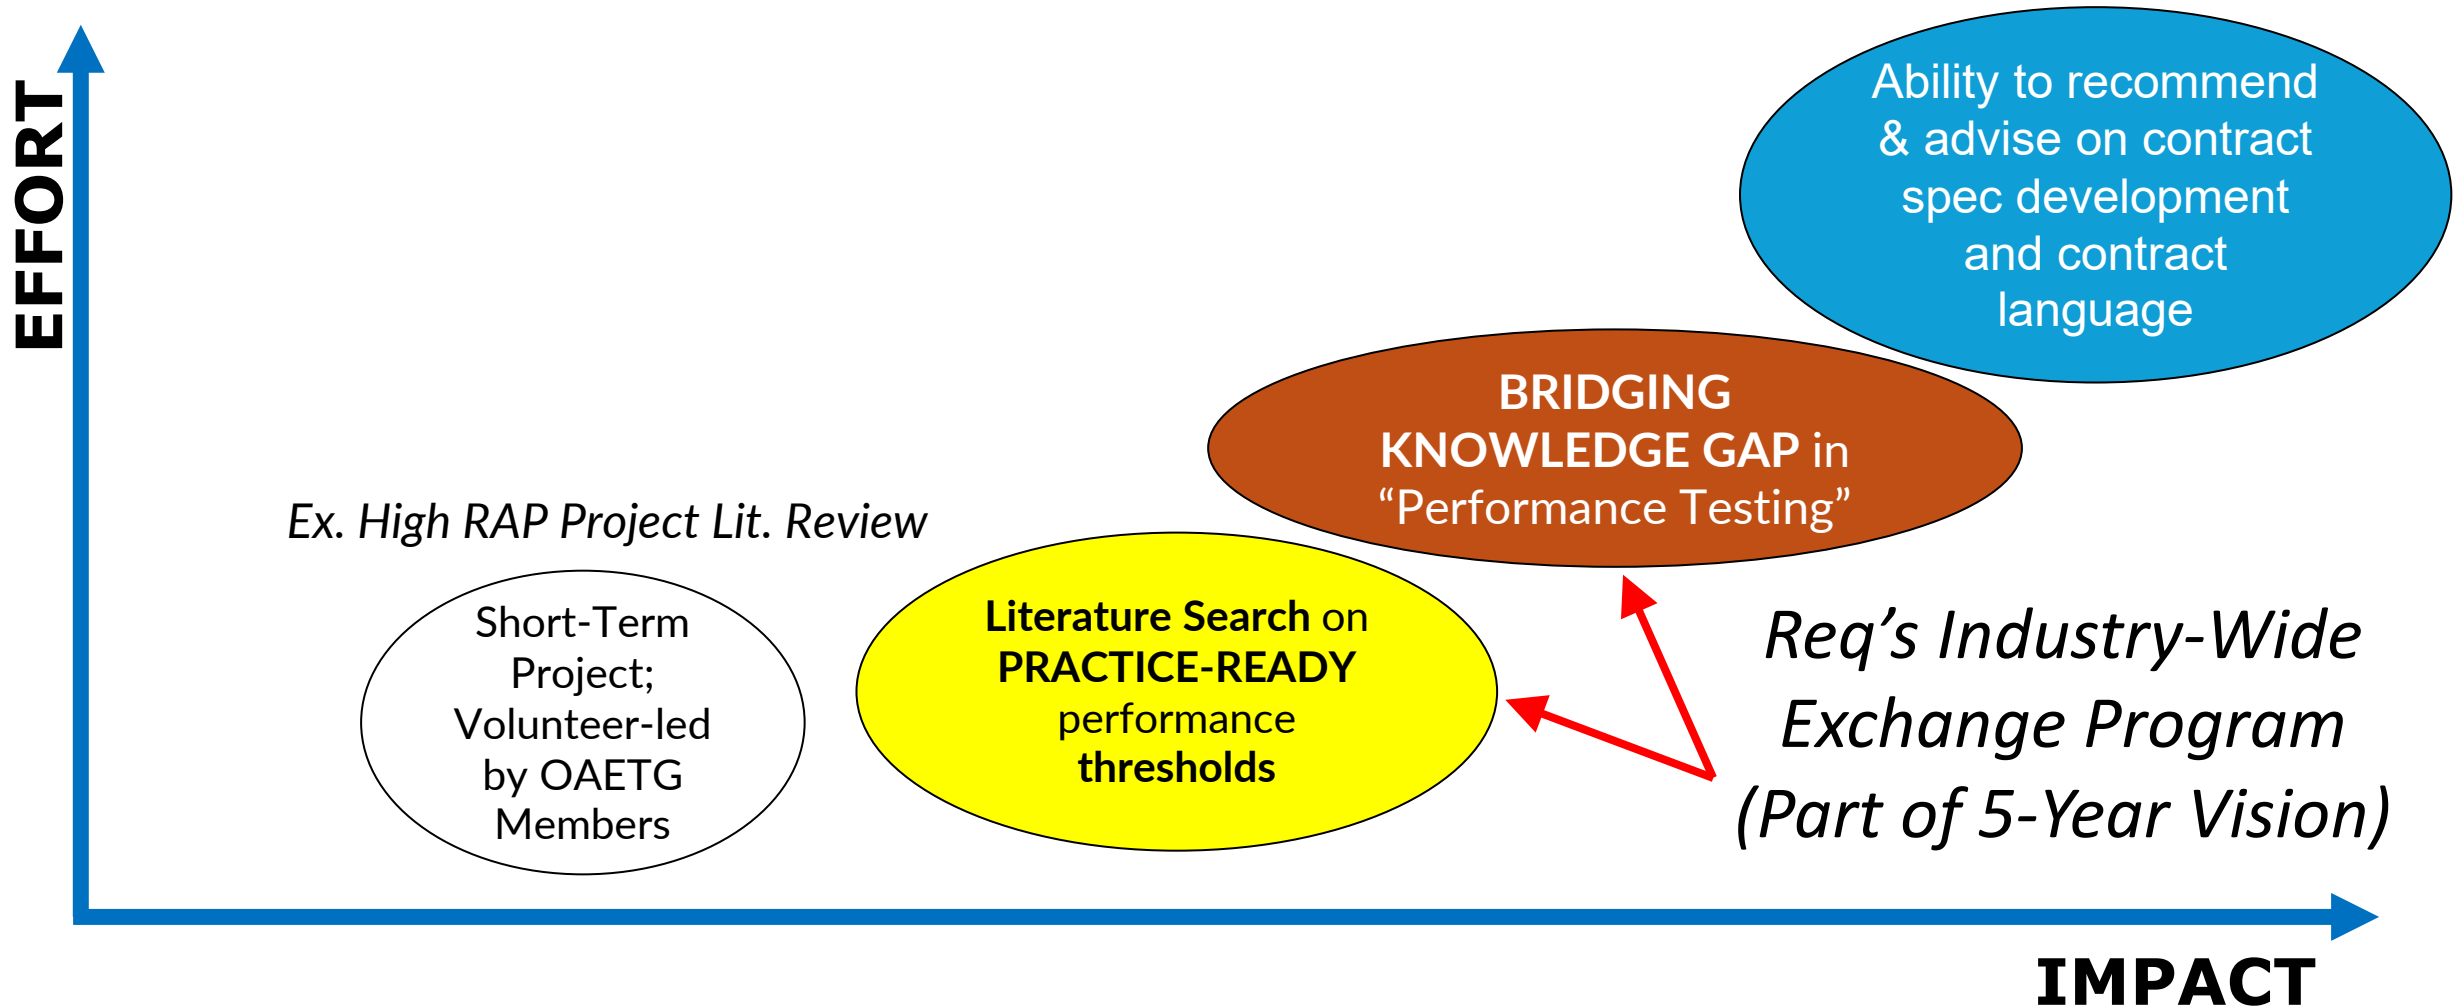 EFFORT
Ability to recommend
& advise on contract
spec development
and contract
language
BRIDGING
KNOWLEDGE GAP in
“Performance Testing”
Ex. High RAP Project Lit. Review
Short-Term
Project;
Volunteer-led
by OAETG
Members
Literature Search on
PRACTICE-READY
performance
thresholds
Req’s Industry-Wide
Exchange Program
(Part of 5-Year Vision)
IMPACT